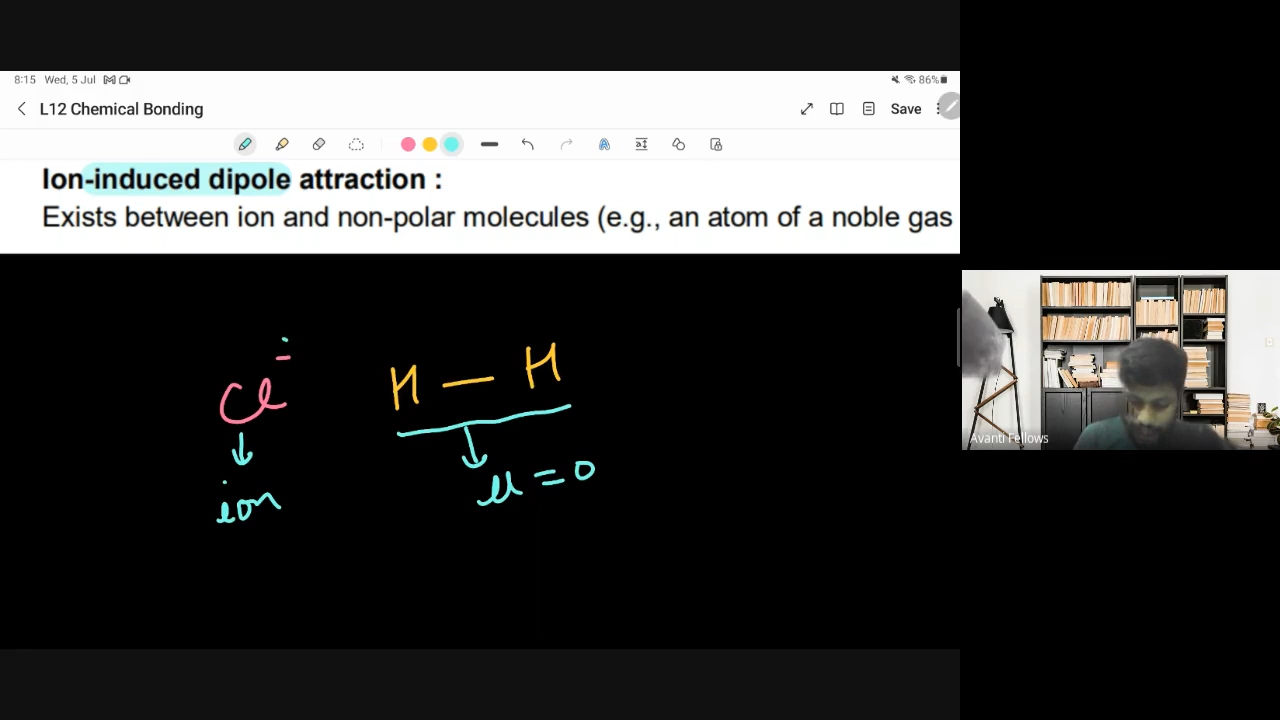 8:15 Wed, 5 Jul 86%
L12 Chemical Bonding Save
Ion-induced dipole attraction :
Exists between ion and non-polar molecules (e.g., an atom of a noble gas
Cl⁻ H — H
ion μ = 0
Avanti Fellows